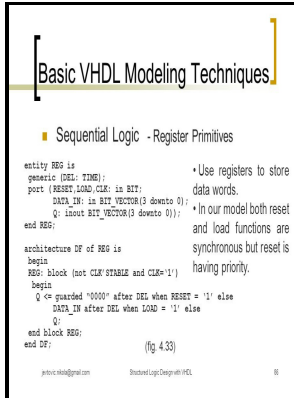 Basic VHDL Modeling Techniques
Sequential Logic - Register Primitives
entity REG is
generic (DEL: TIME);
port (RESET,LOAD,CLK: in BIT;
DATA_IN: in BIT_VECTOR(3 downto 0);
Q: inout BIT_VECTOR(3 downto 0));
end REG;
architecture DF of REG is
begin
REG: block (not CLK'STABLE and CLK='1')
begin
Q <= guarded "0000" after DEL when RESET = '1' else
DATA_IN after DEL when LOAD = '1' else
Q;
end block REG;
end DF;
• Use registers to store
data words.
• In our model both reset
and load functions are
synchronous but reset is
having priority.
(fig. 4.33)
jevtovic.nikola@gmail.com
Structured Logic Design with VHDL
86